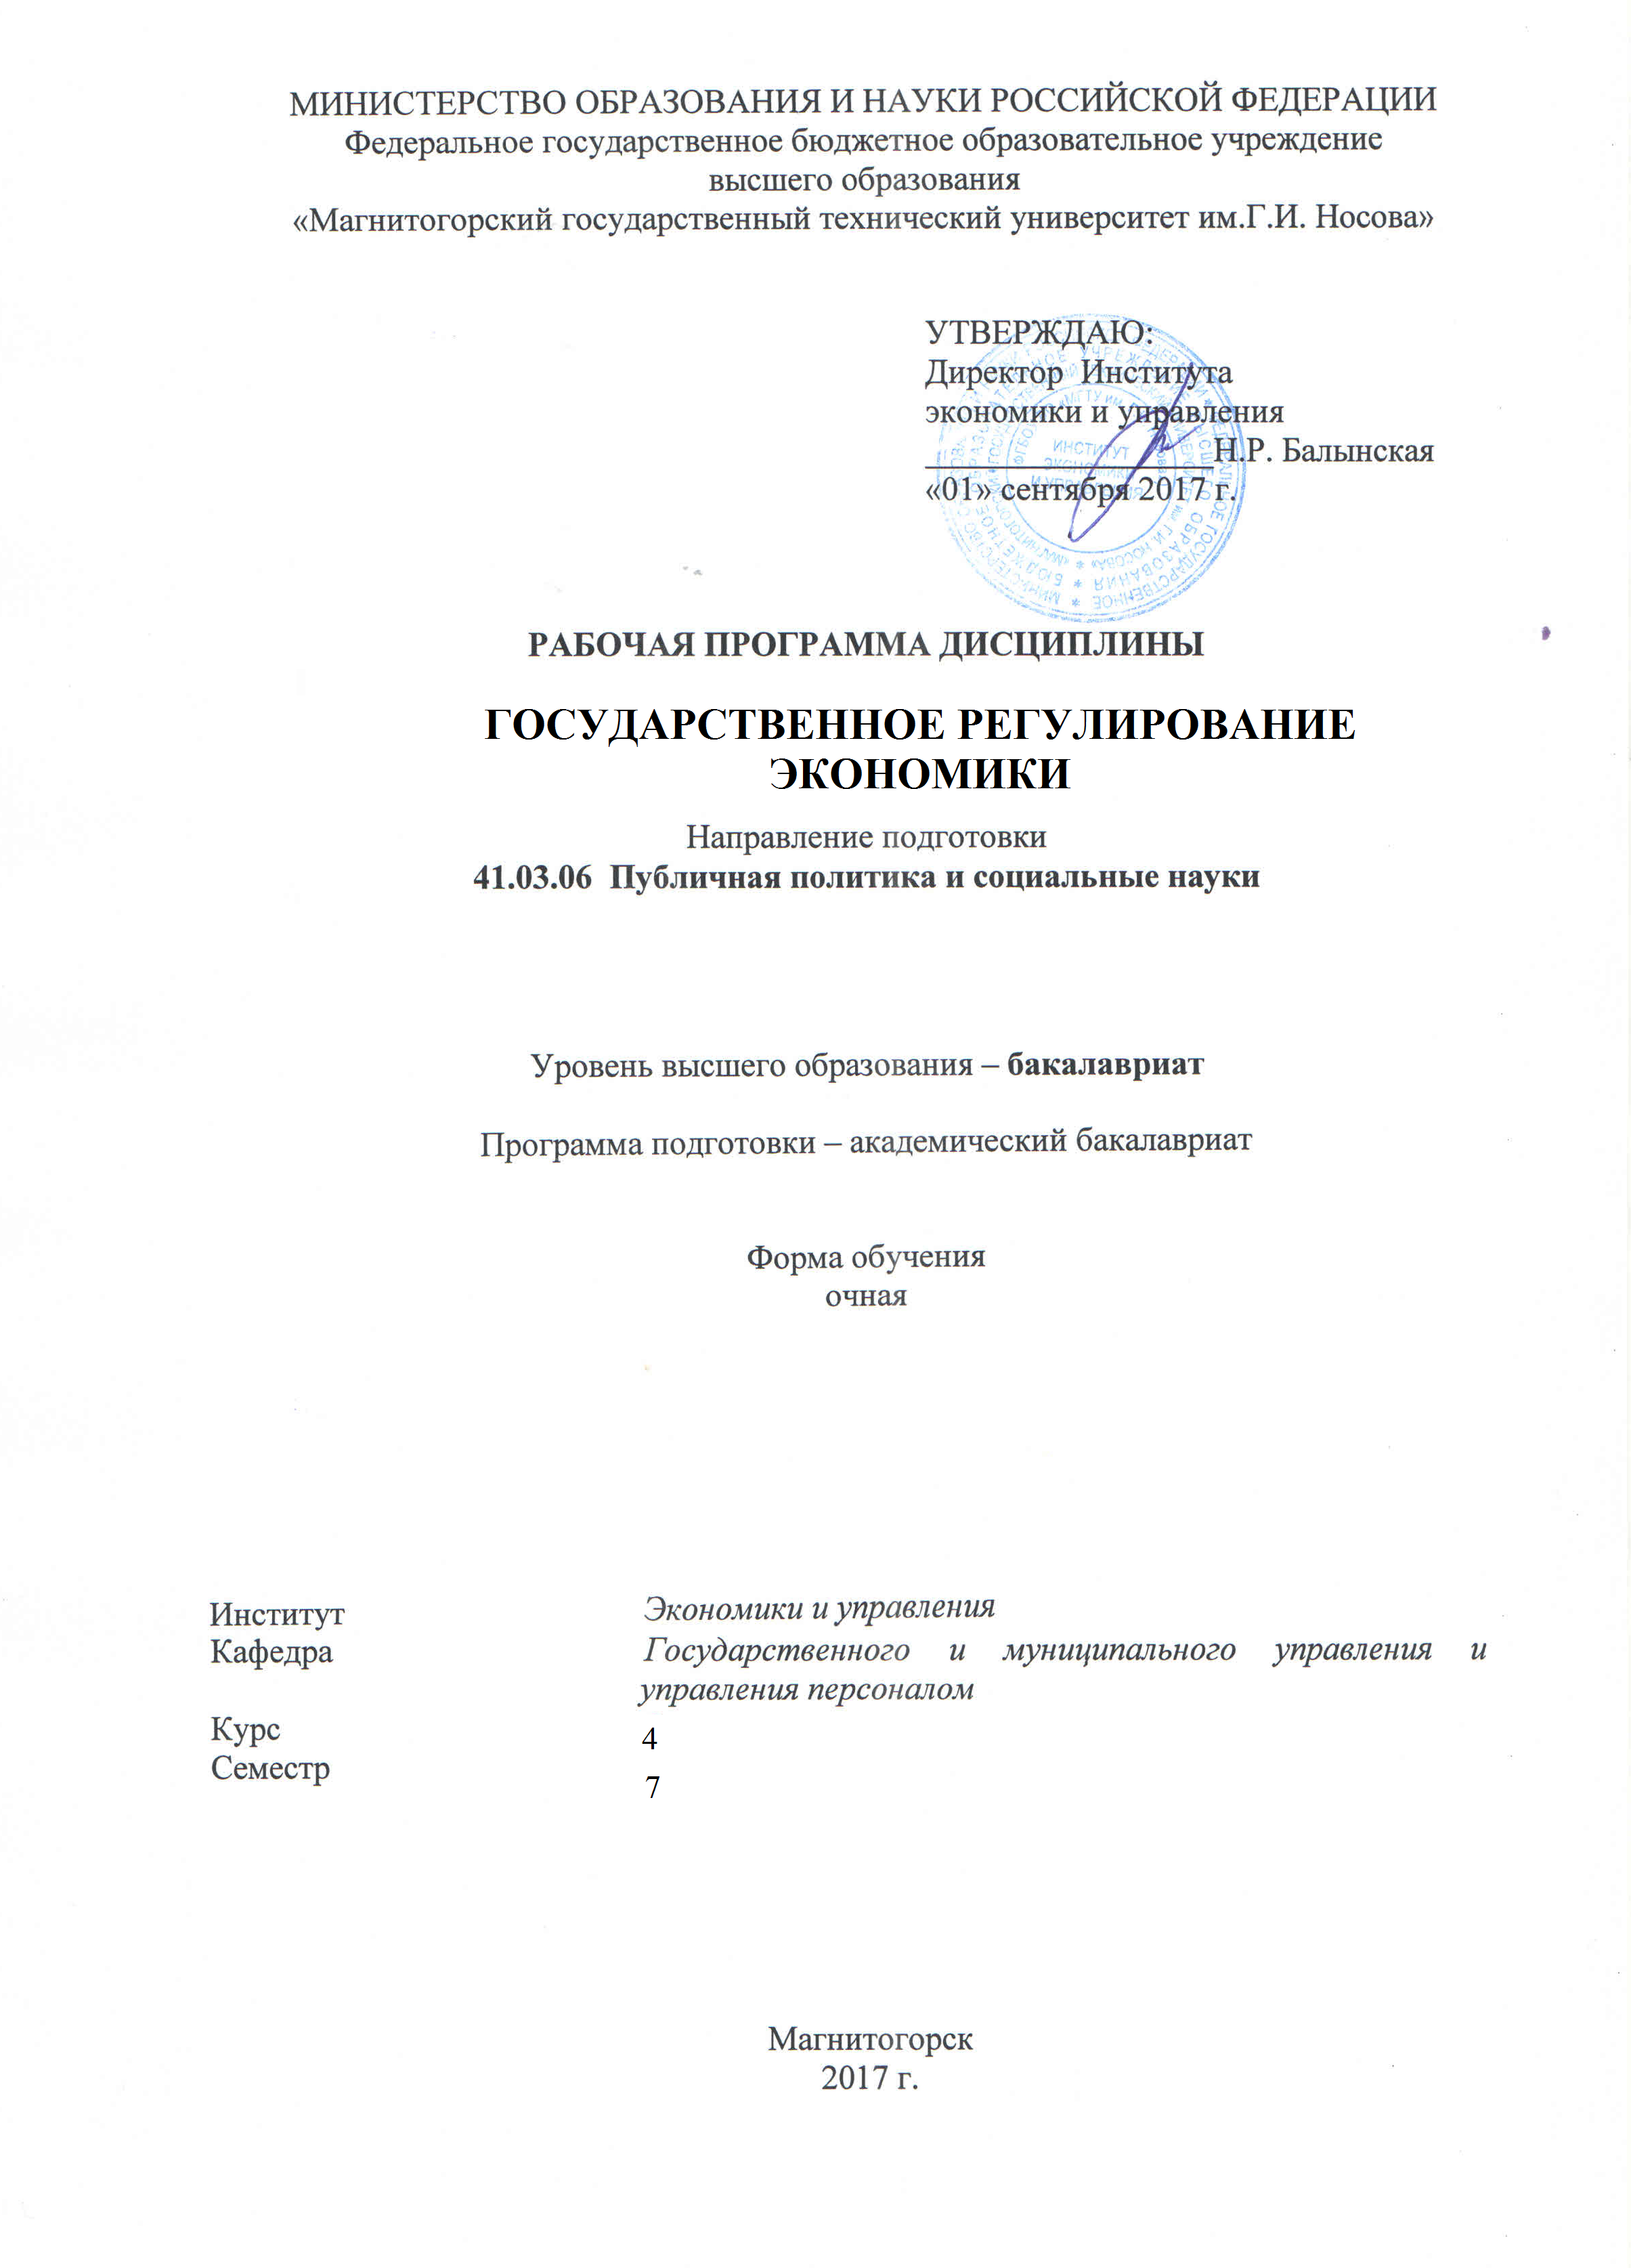 МИНИСТЕРСТВО ОБРАЗОВАНИЯ И НАУКИ РОССИЙСКОЙ ФЕДЕРАЦИИ
Федеральное государственное бюджетное образовательное учреждение
высшего образования
«Магнитогорский государственный технический университет им.Г.И. Носова»
УТВЕРЖДАЮ:
Директор Института
экономики и управления
Н.Р. Балынская
«01» сентября 2017 г.
ИНСТИТУТ
ЭКОНОМИКИ
И УПРАВЛЕНИЯ
РАБОЧАЯ ПРОГРАММА ДИСЦИПЛИНЫ
ГОСУДАРСТВЕННОЕ РЕГУЛИРОВАНИЕ
ЭКОНОМИКИ
Направление подготовки
41.03.06 Публичная политика и социальные науки
Уровень высшего образования – бакалавриат
Программа подготовки – академический бакалавриат
Форма обучения
очная
Институт Экономики и управления
Кафедра Государственного и муниципального управления и
управления персоналом
Курс 4
Семестр 7
Магнитогорск
2017 г.